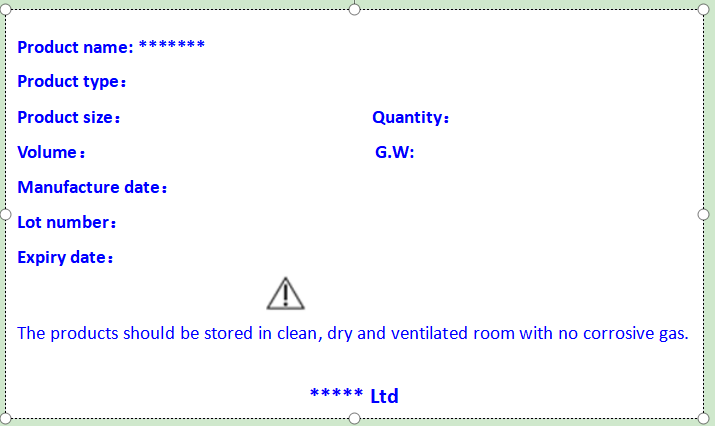 Product name: *******
Product type：
Product size： Quantity：
Volume： G.W:
Manufacture date：
Lot number：
Expiry date：
The products should be stored in clean, dry and ventilated room with no corrosive gas.
***** Ltd